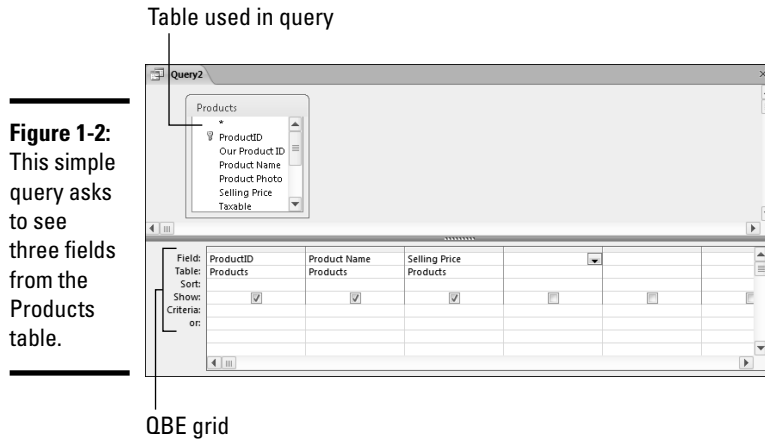 Table used in query
Query2
Products
*
ProductID
Our Product ID
Product Name
Product Photo
Selling Price
Taxable
Figure 1-2:
This simple
query asks
to see
three fields
from the
Products
table.
Field: ProductID Product Name Selling Price
Table: Products Products Products
Sort:
Show:
Criteria:
or:
QBE grid